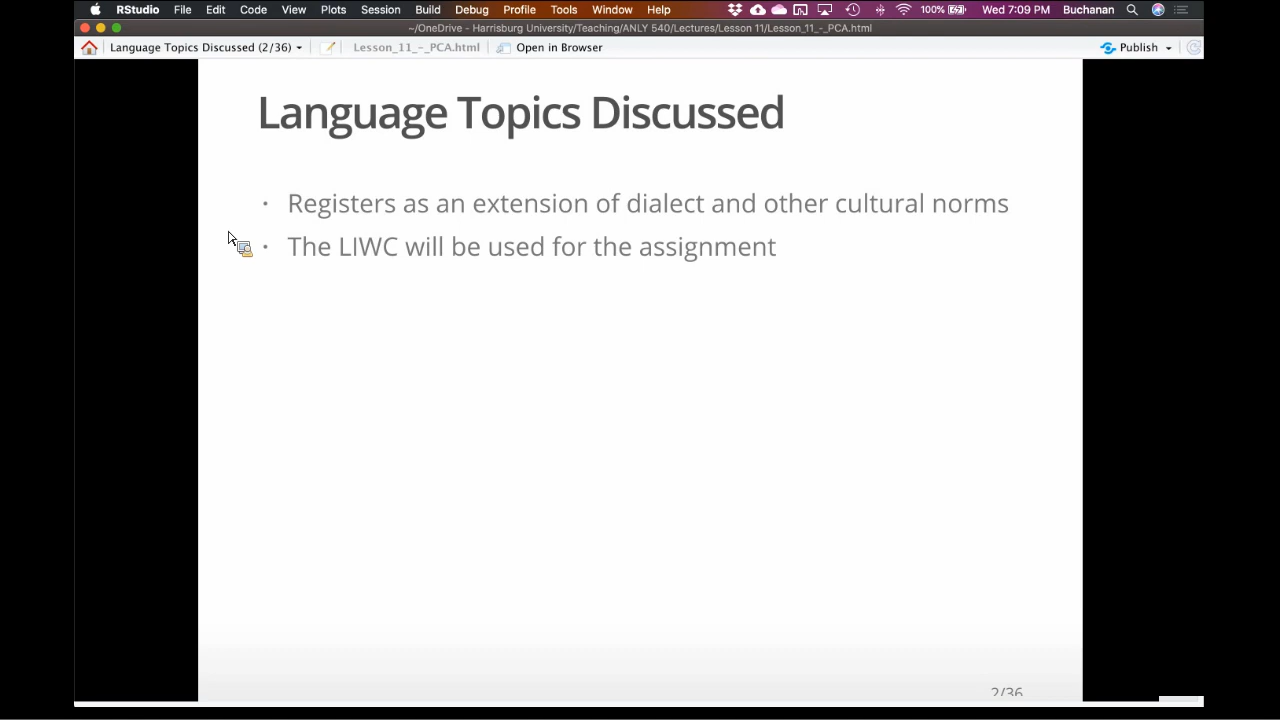 RStudio File Edit Code View Plots Session Build Debug Profile Tools Window Help 100% Wed 7:09 PM Buchanan
~/OneDrive - Harrisburg University/Teaching/ANLY 540/Lectures/Lesson 11/Lesson_11_-_PCA.html
Language Topics Discussed (2/36) Lesson_11_-_PCA.html Open in Browser Publish
Language Topics Discussed
• Registers as an extension of dialect and other cultural norms
• The LIWC will be used for the assignment
2/36